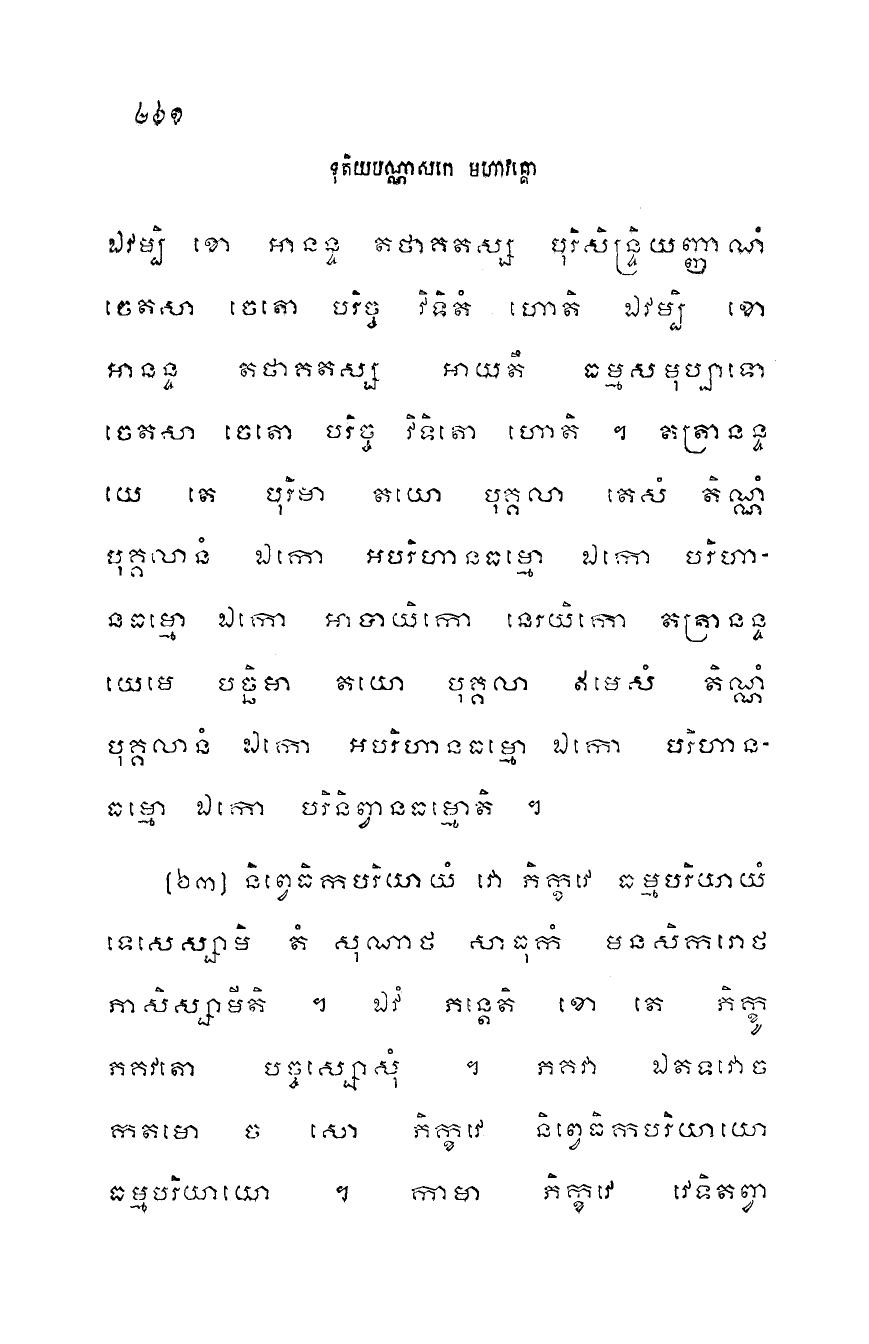 ២៦១
ទុតិយបណ្ណាសកេ មហាវគ្គោ
ឯវម្បិ ខោ អានន្ទ តថាគតស្ស បុរិសិន្ទ្រិយញ្ញាណំ
ចេតសា ចេតោ បរិច្ច វិទិតំ ហោតិ ឯវម្បិ ខោ
អានន្ទ តថាគតស្ស អាយតឹ ធម្មសមុប្បាទោ
ចេតសា ចេតោ បរិច្ច វិទិតោ ហោតិ ។ តត្រានន្ទ
យេ តេ បុរិមា តយោ បុគ្គលា តេសំ តិណ្ណំ
បុគ្គលានំ ឯកោ អបរិហានធម្មោ ឯកោ បរិហា-
នធម្មោ ឯកោ អាបាយិកោ នេរយិកោ តត្រានន្ទ
យេមេ បច្ឆិមា តយោ បុគ្គលា ឥមេសំ តិណ្ណំ
បុគ្គលានំ ឯកោ អបរិហានធម្មោ ឯកោ បរិហាន-
ធម្មោ ឯកោ បរិនិព្វានធម្មោតិ ។
(៦៣) និព្វេធិកបរិយាយំ វោ ភិក្ខវេ ធម្មបរិយាយំ
ទេសេស្សាមិ តំ សុណាថ សាធុកំ មនសិករោថ
ភាសិស្សាមីតិ ។ ឯវំ ភន្តេតិ ខោ តេ ភិក្ខូ
ភគវតោ បច្ចស្សោសុំ ។ ភគវា ឯតទវោច
កតមោ ច សោ ភិក្ខវេ និព្វេធិកបរិយាយោ
ធម្មបរិយាយោ ។ កាមា ភិក្ខវេ វេទិតព្វា